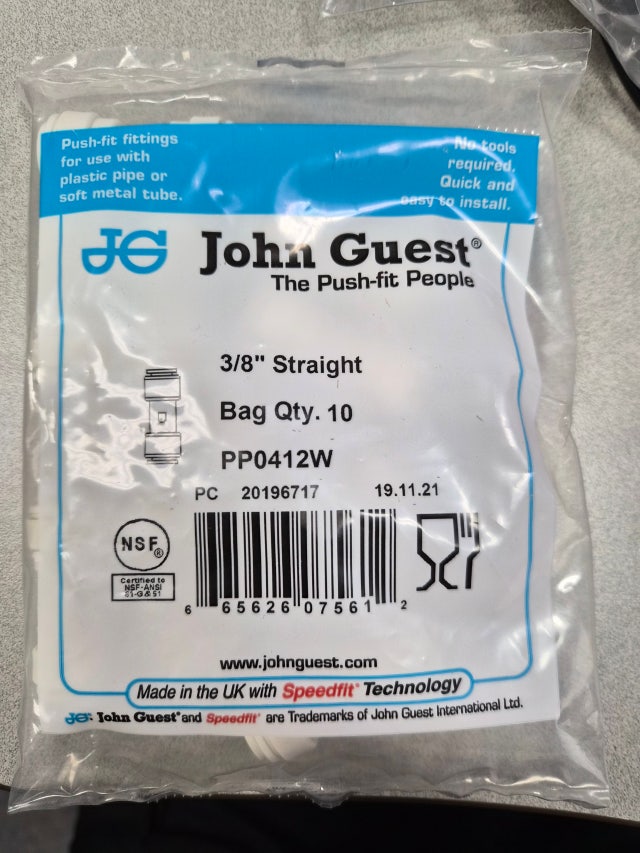 Push-fit fittings
for use with
plastic pipe or
soft metal tube.
No tools
required.
Quick and
easy to install.
JG John Guest®
The Push-fit People
3/8" Straight
Bag Qty. 10
PP0412W
PC 20196717 19.11.21
NSF®
Certified to
NSF-ANSI
51-G & 61
6 65626 07561 2
www.johnguest.com
Made in the UK with Speedfit® Technology
JG® John Guest® and Speedfit® are Trademarks of John Guest International Ltd.